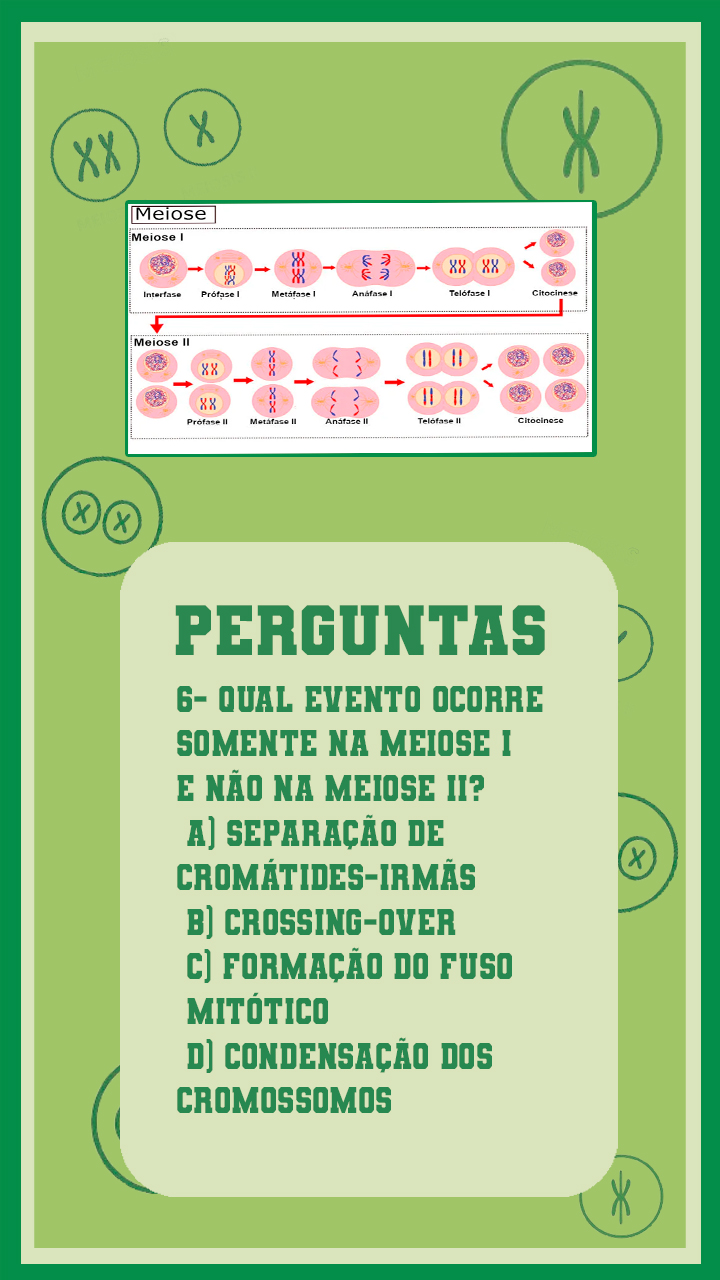 Meiose
Meiose I
Interfase Prófase I Metáfase I Anáfase I Telófase I Citocinese
Meiose II
Prófase II Metáfase II Anáfase II Telófase II Citocinese
PERGUNTAS
6- QUAL EVENTO OCORRE
SOMENTE NA MEIOSE I
E NÃO NA MEIOSE II?
A) SEPARAÇÃO DE
CROMÁTIDES-IRMÃS
B) CROSSING-OVER
C) FORMAÇÃO DO FUSO
MITÓTICO
D) CONDENSAÇÃO DOS
CROMOSSOMOS